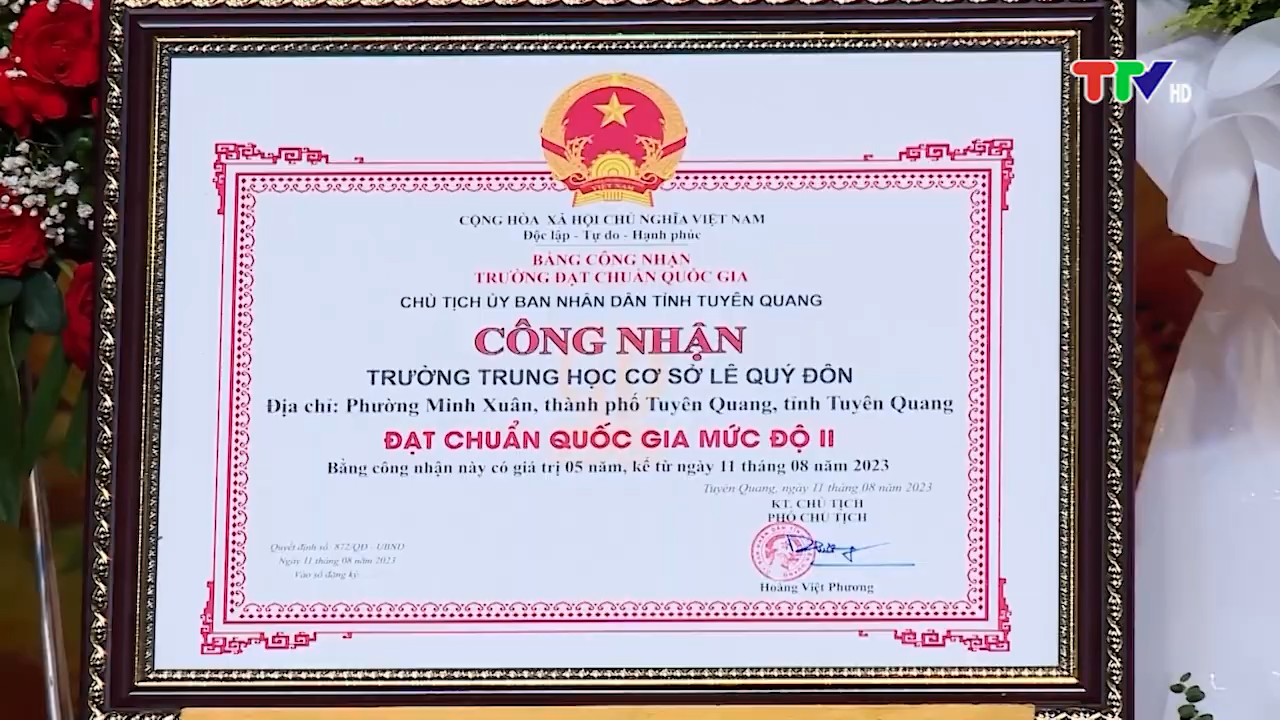 TTV HD
VIỆT NAM
CỘNG HÒA XÃ HỘI CHỦ NGHĨA VIỆT NAM
Độc lập - Tự do - Hạnh phúc
BẰNG CÔNG NHẬN
TRƯỜNG ĐẠT CHUẨN QUỐC GIA
CHỦ TỊCH ỦY BAN NHÂN DÂN TỈNH TUYÊN QUANG
CÔNG NHẬN
TRƯỜNG TRUNG HỌC CƠ SỞ LÊ QUÝ ĐÔN
Địa chỉ: Phường Minh Xuân, thành phố Tuyên Quang, tỉnh Tuyên Quang
ĐẠT CHUẨN QUỐC GIA MỨC ĐỘ II
Bằng công nhận này có giá trị 05 năm, kể từ ngày 11 tháng 08 năm 2023
Tuyên Quang, ngày 11 tháng 08 năm 2023
KT. CHỦ TỊCH
PHÓ CHỦ TỊCH
Quyết định số: 872/QĐ - UBND
Ngày 11 tháng 08 năm 2023
Vào sổ đăng ký:
Hoàng Việt Phương